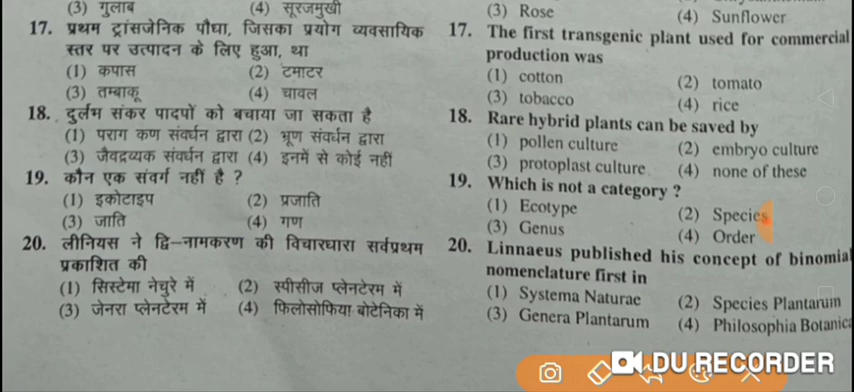 (3) गुलाब (4) सूरजमुखी
17. प्रथम ट्रांसजेनिक पौघा, जिसका प्रयोग व्यवसायिक
स्तर पर उत्पादन के लिए हुआ, था
(1) कपास (2) टमाटर
(3) तम्बाकू (4) चावल
18. दुर्लभ संकर पादपों को बचाया जा सकता है
(1) पराग कण संवर्धन द्वारा (2) भ्रूण संवर्धन द्वारा
(3) जैवद्रव्यक संवर्धन द्वारा (4) इनमें से कोई नहीं
19. कौन एक संवर्ग नहीं है ?
(1) इकोटाइप (2) प्रजाति
(3) जाति (4) गण
20. लीनियस ने द्वि-नामकरण की विचारधारा सर्वप्रथम
प्रकाशित की
(1) सिस्टेमा नेचुरे में (2) स्पीसीज प्लेनटेरम में
(3) जेनरा प्लेनटेरम में (4) फिलोसोफिया बोटेनिका में
(3) Rose (4) Sunflower
17. The first transgenic plant used for commercial
production was
(1) cotton (2) tomato
(3) tobacco (4) rice
18. Rare hybrid plants can be saved by
(1) pollen culture (2) embryo culture
(3) protoplast culture (4) none of these
19. Which is not a category ?
(1) Ecotype (2) Species
(3) Genus (4) Order
20. Linnaeus published his concept of binomial
nomenclature first in
(1) Systema Naturae (2) Species Plantarum
(3) Genera Plantarum (4) Philosophia Botanica
DU RECORDER